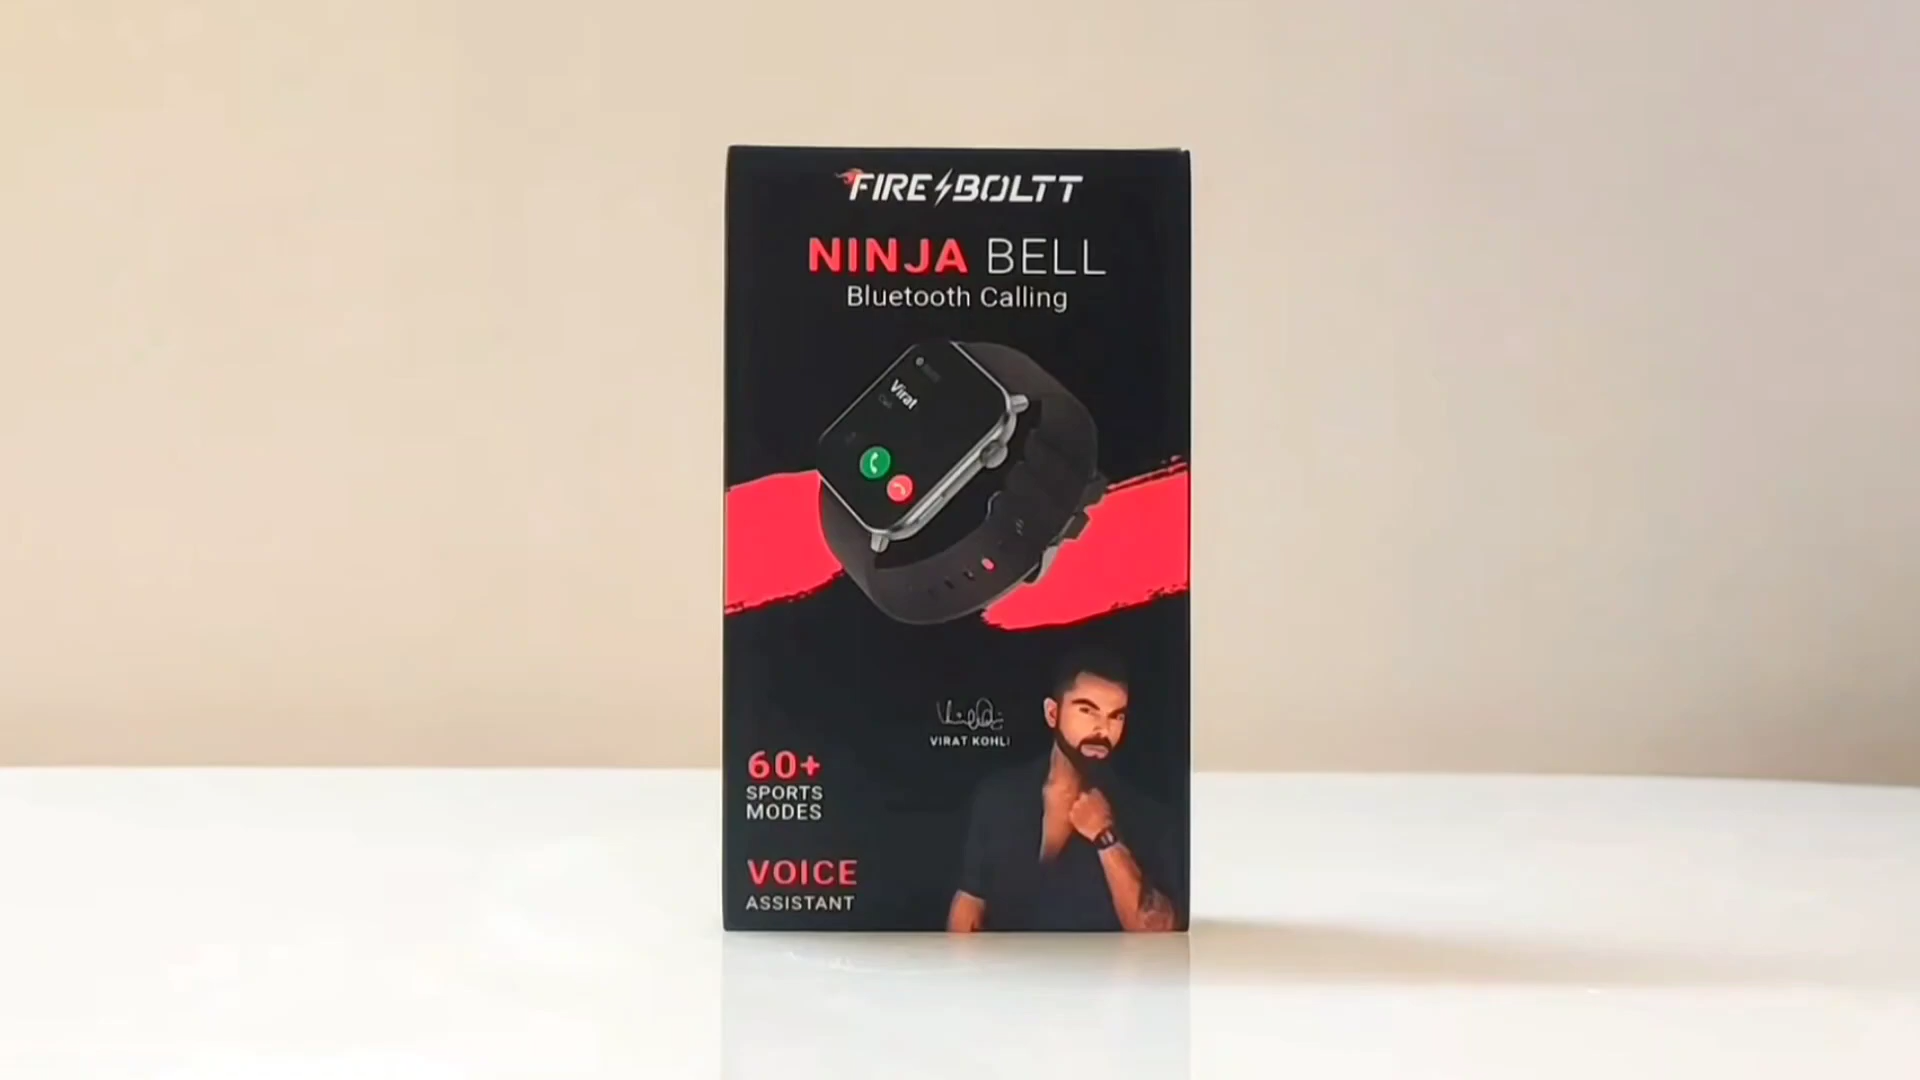 FIRE BOLTT
NINJA BELL
Bluetooth Calling
Virat
VIRAT KOHLI
60+
SPORTS
MODES
VOICE
ASSISTANT